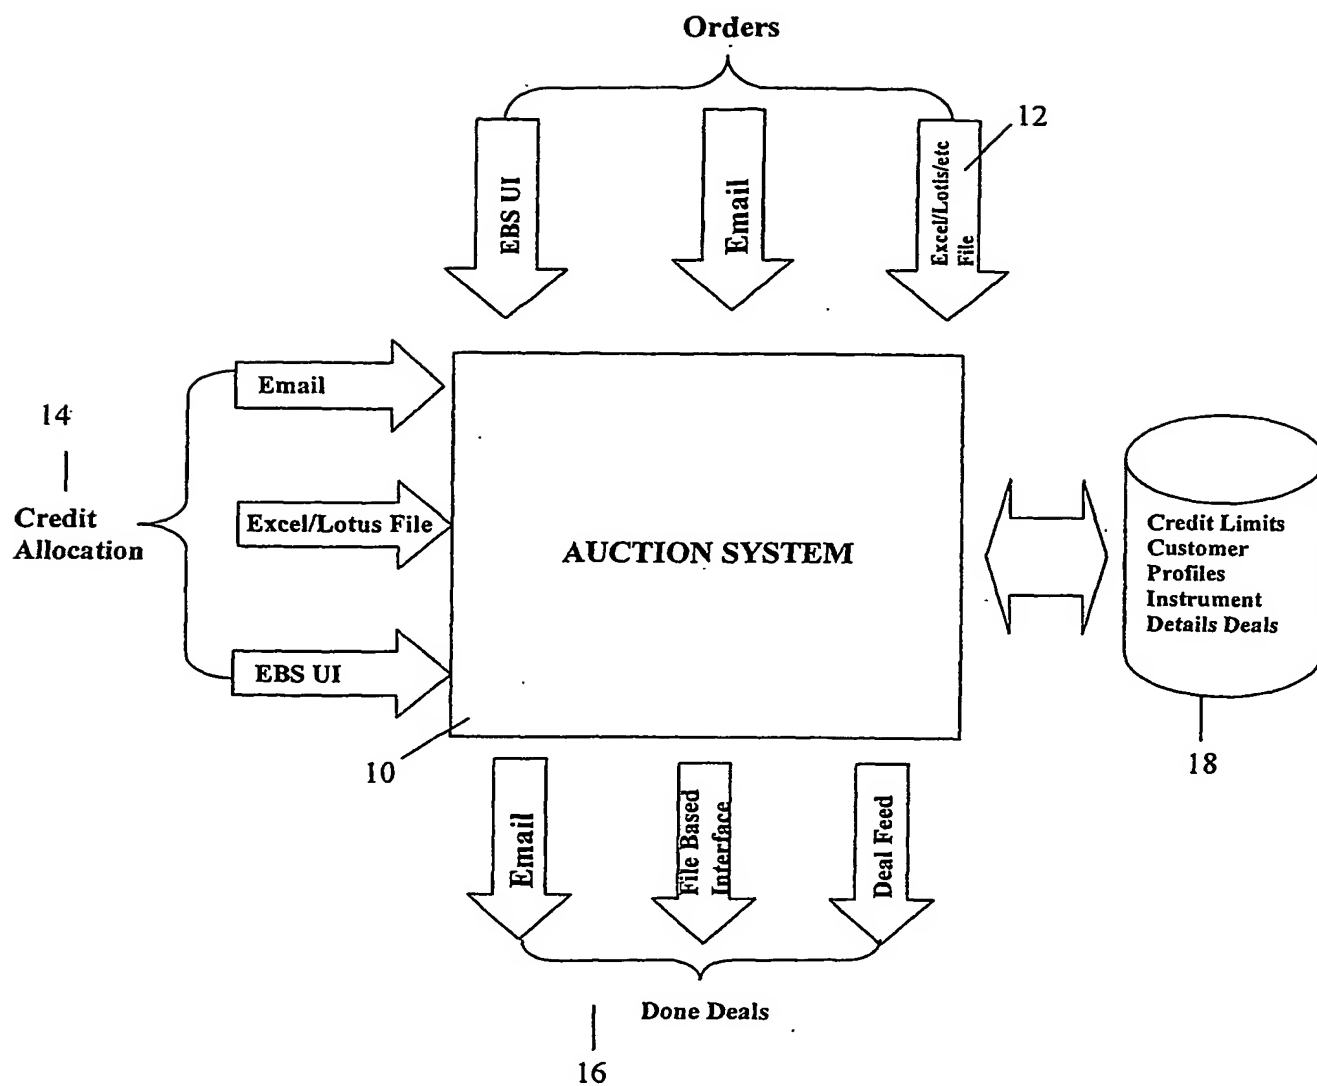 Orders
12
EBS UI
Email
Excel/Lotis/etc
File
Email
14
Credit
Allocation
Excel/Lotus File
EBS UI
AUCTION SYSTEM
Credit Limits
Customer
Profiles
Instrument
Details Deals
10
18
Email
File Based
Interface
Deal Feed
Done Deals
16